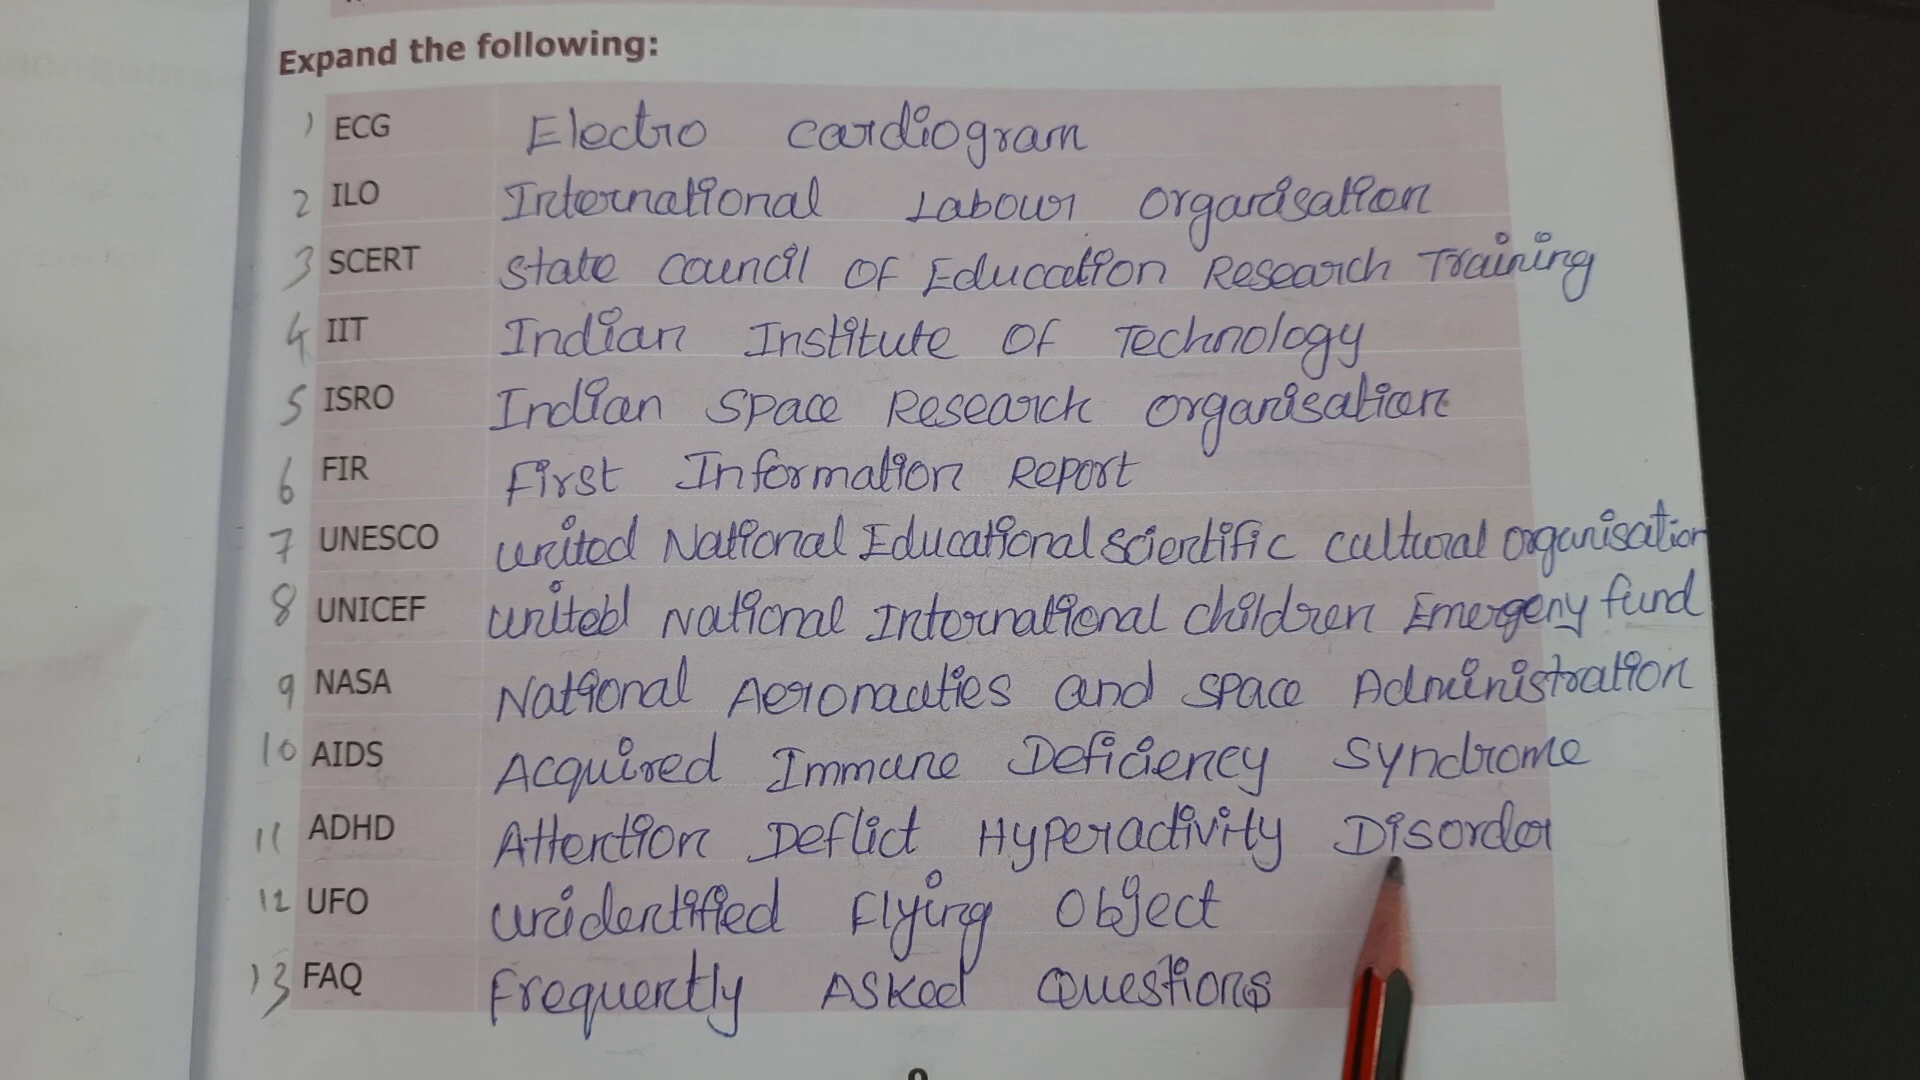 Expand the following:
1) ECG Electro cardiogram
2 ILO International Labour Organisation
3 SCERT State Council Of Education Research Training
4 IIT Indian Institute Of Technology
5 ISRO Indian Space Research Organisation
6 FIR First Information Report
7 UNESCO United National Educational Scientific Cultural Organisation
8 UNICEF United National International Children Emergeny fund
9 NASA National Aeronauties and Space Administration
10 AIDS Acquired Immune Deficiency Syndrome
11 ADHD Attention Deflict Hyperactivity Disorder
12 UFO Unidentified Flying Object
13 FAQ Frequently Asked Questions